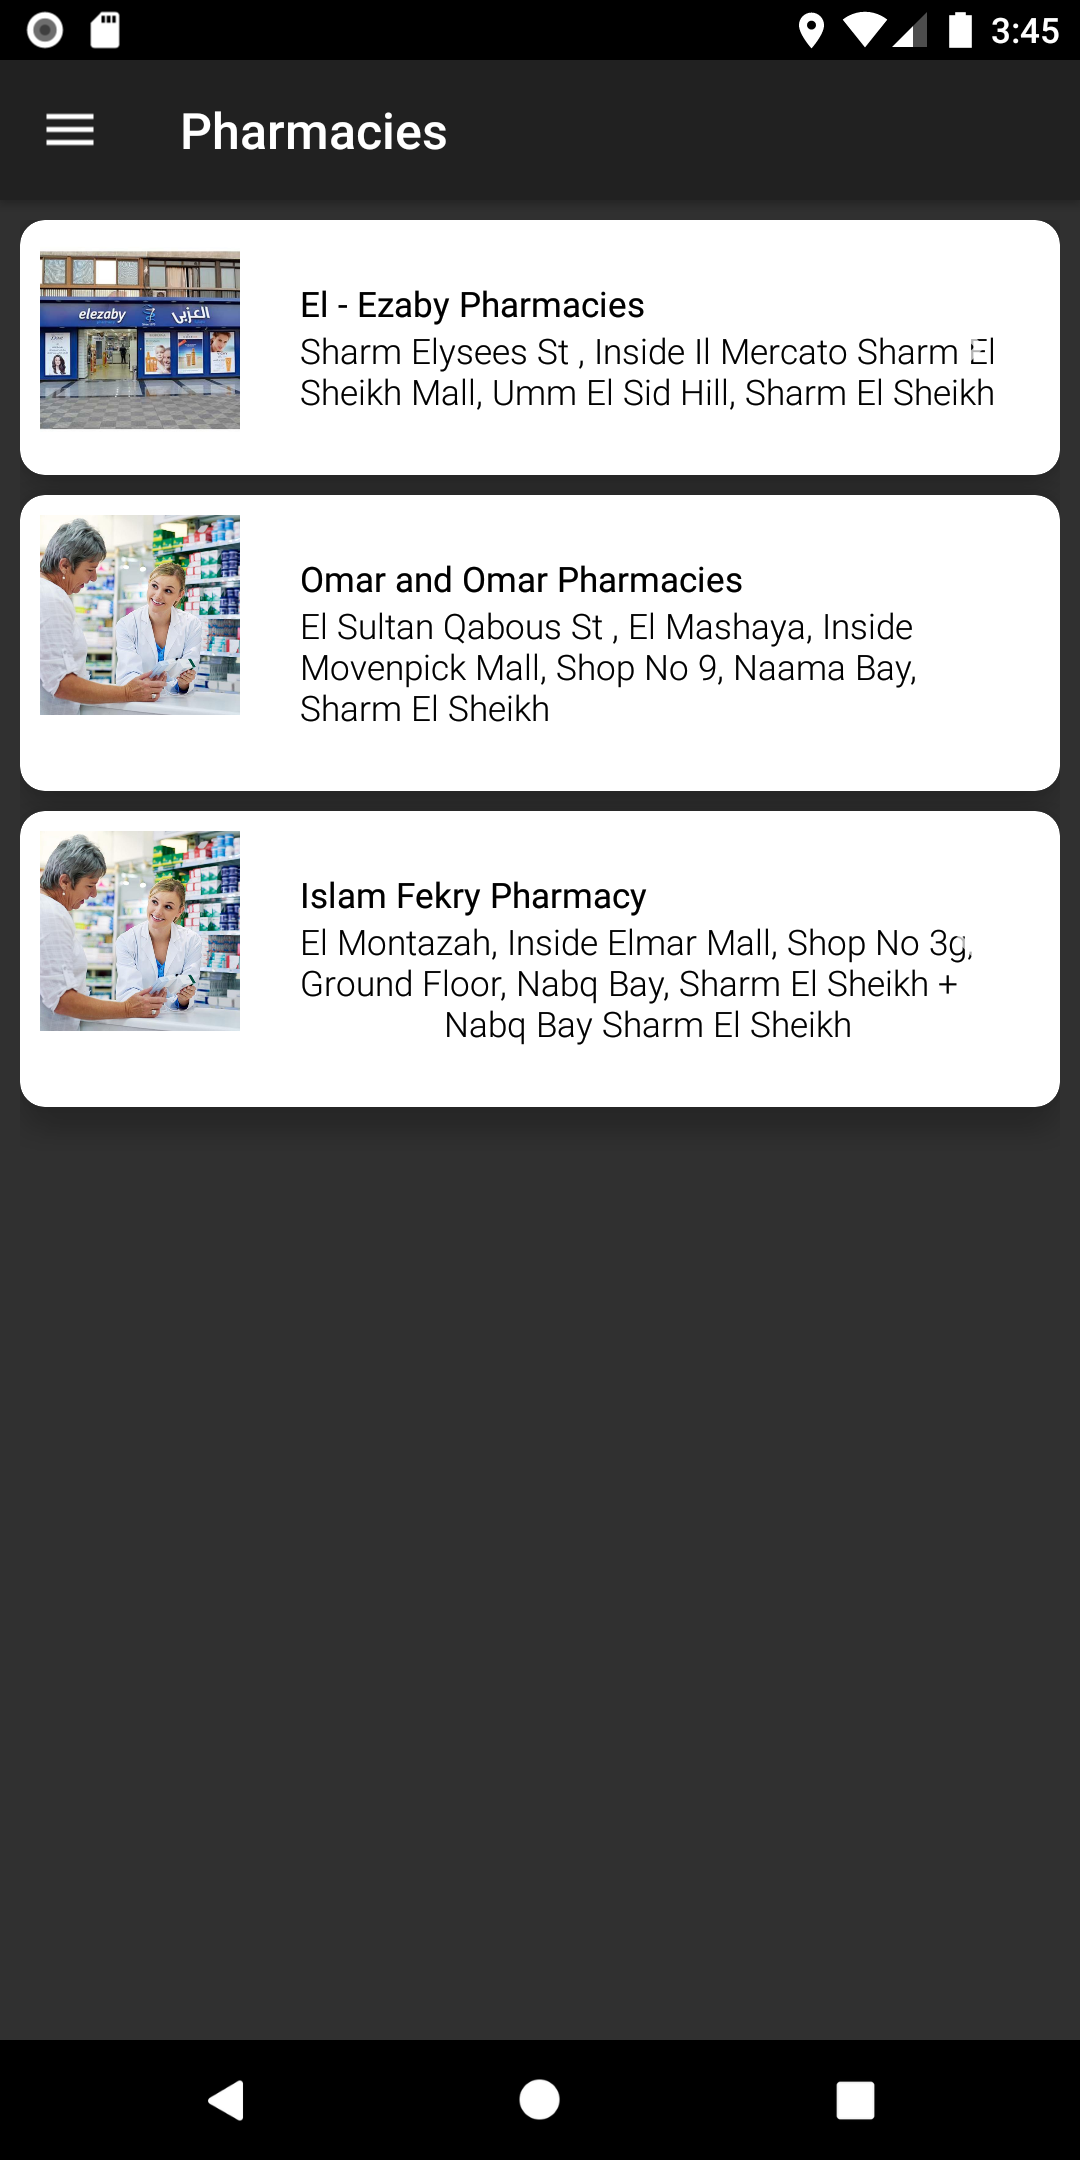 3:45
Pharmacies
elezaby العزبي
El - Ezaby Pharmacies
Sharm Elysees St , Inside Il Mercato Sharm El
Sheikh Mall, Umm El Sid Hill, Sharm El Sheikh
Omar and Omar Pharmacies
El Sultan Qabous St , El Mashaya, Inside
Movenpick Mall, Shop No 9, Naama Bay,
Sharm El Sheikh
Islam Fekry Pharmacy
El Montazah, Inside Elmar Mall, Shop No 3g,
Ground Floor, Nabq Bay, Sharm El Sheikh +
Nabq Bay Sharm El Sheikh